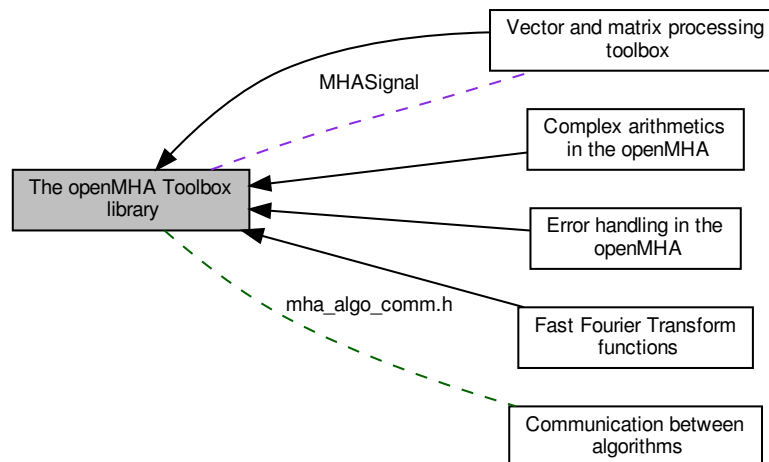 Vector and matrix processing
toolbox
MHASignal
Complex arithmetics
in the openMHA
The openMHA Toolbox
library
Error handling in the
openMHA
mha_algo_comm.h
Fast Fourier Transform
functions
Communication between
algorithms